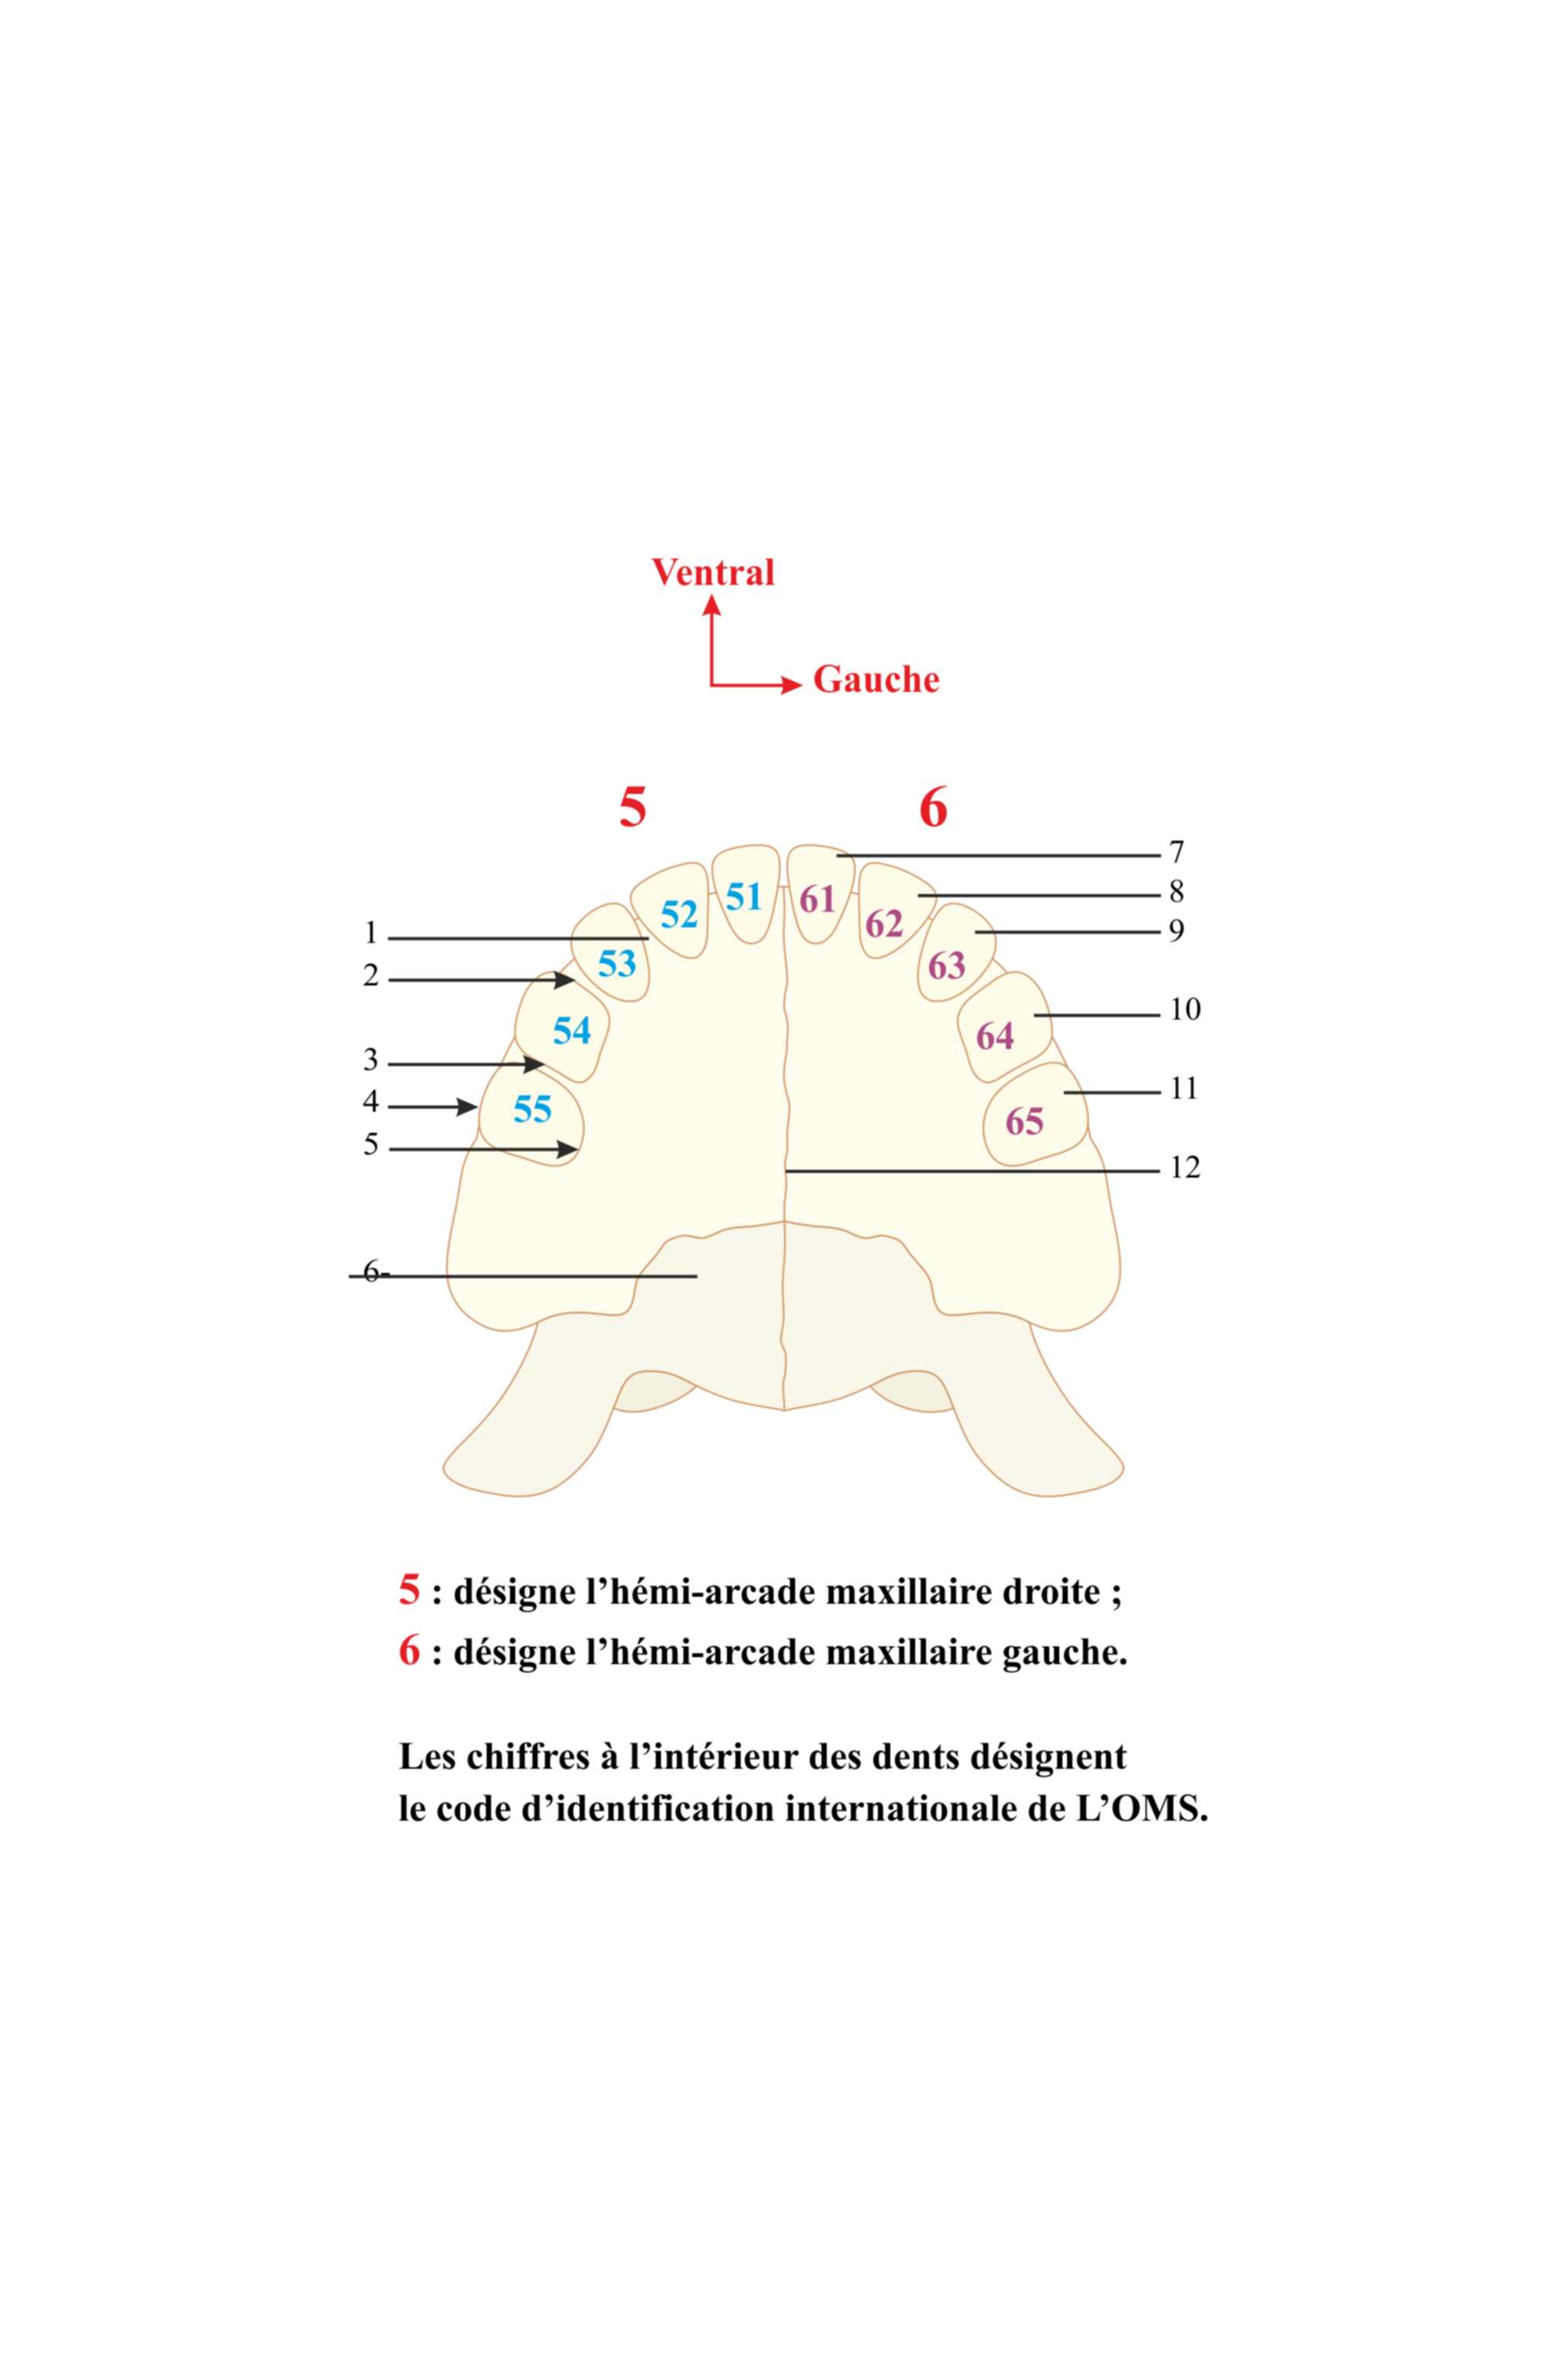 Ventral
Gauche
5 6
7
51 61
8
52 62
1 9
53 63
2
10
54 64
3
11
4
55 65
5
12
6-
5 : désigne l’hémi-arcade maxillaire droite ;
6 : désigne l’hémi-arcade maxillaire gauche.
Les chiffres à l’intérieur des dents désignent
le code d’identification internationale de L’OMS.